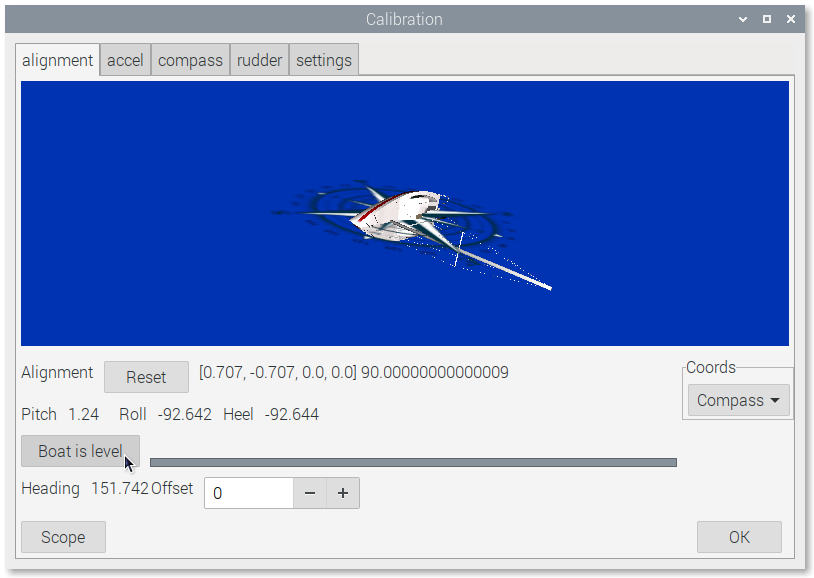 Calibration
alignment accel compass rudder settings
Alignment Reset [0.707, -0.707, 0.0, 0.0] 90.00000000000009
Coords
Compass
Pitch 1.24 Roll -92.642 Heel -92.644
Boat is level
Heading 151.742 Offset 0 − +
Scope OK